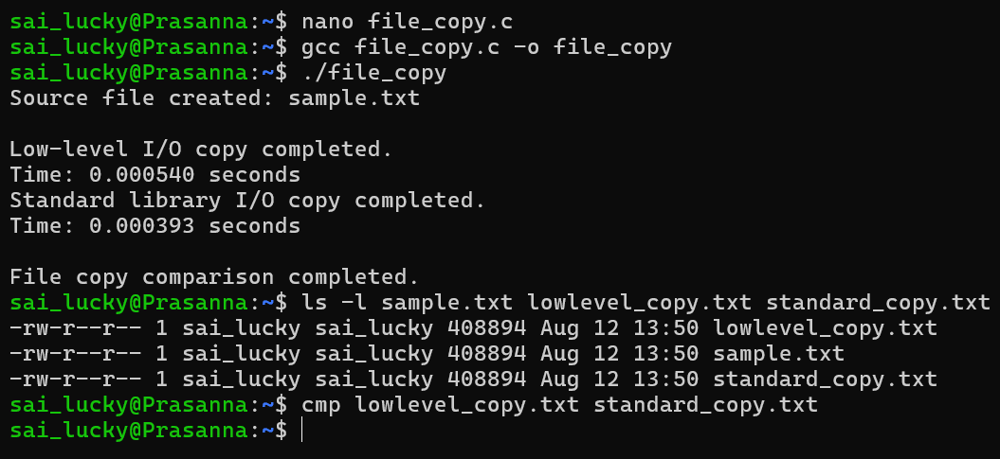 sai_lucky@Prasanna:~$ nano file_copy.c
sai_lucky@Prasanna:~$ gcc file_copy.c -o file_copy
sai_lucky@Prasanna:~$ ./file_copy
Source file created: sample.txt
Low-level I/O copy completed.
Time: 0.000540 seconds
Standard library I/O copy completed.
Time: 0.000393 seconds
File copy comparison completed.
sai_lucky@Prasanna:~$ ls -l sample.txt lowlevel_copy.txt standard_copy.txt
-rw-r--r-- 1 sai_lucky sai_lucky 408894 Aug 12 13:50 lowlevel_copy.txt
-rw-r--r-- 1 sai_lucky sai_lucky 408894 Aug 12 13:50 sample.txt
-rw-r--r-- 1 sai_lucky sai_lucky 408894 Aug 12 13:50 standard_copy.txt
sai_lucky@Prasanna:~$ cmp lowlevel_copy.txt standard_copy.txt
sai_lucky@Prasanna:~$